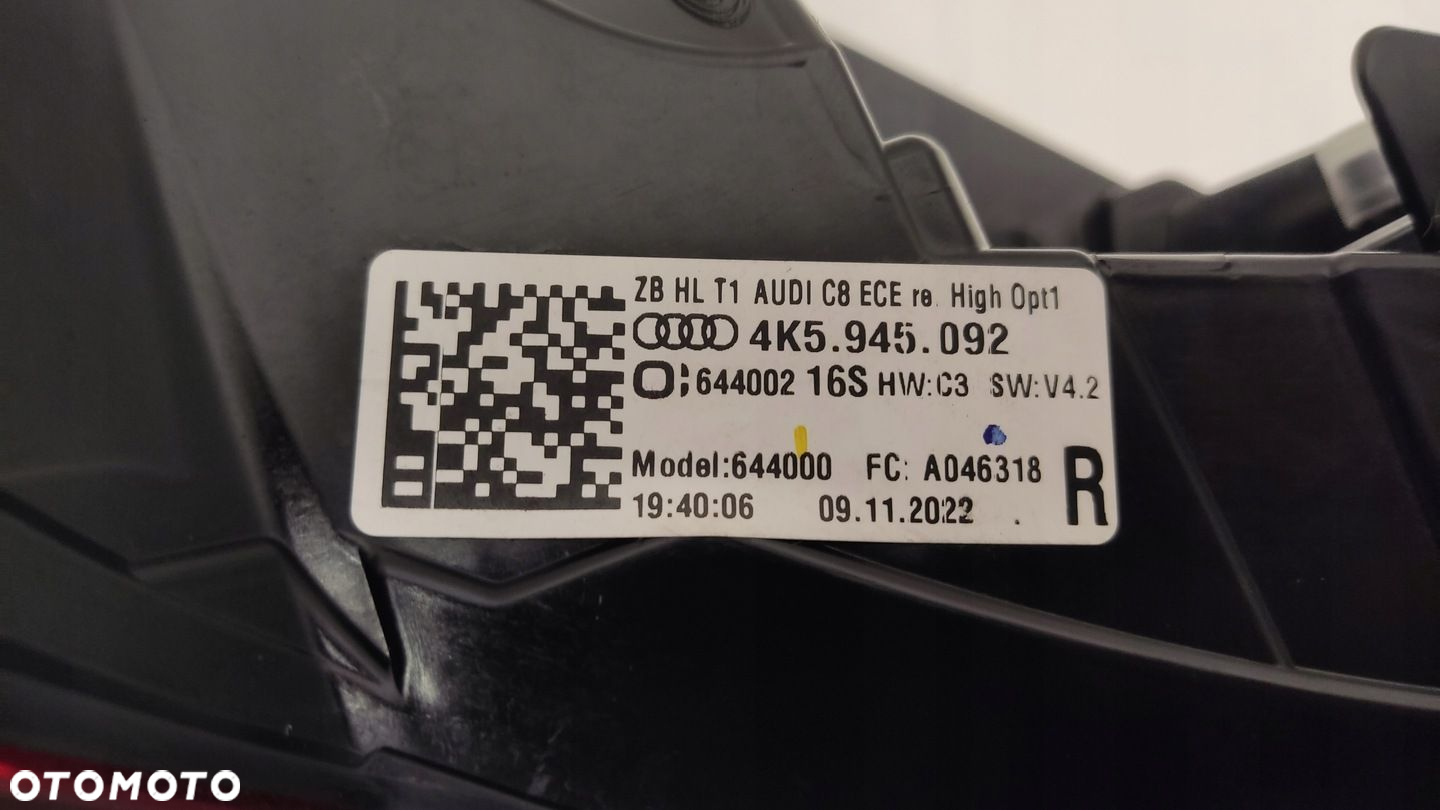 ZB HL T1 AUDI C8 ECE re. High Opt1
4K5.945.092
644002 16S HW:C3 SW:V4.2
Model:644000 FC: A046318
R
19:40:06 09.11.2022 .
OTOMOTO